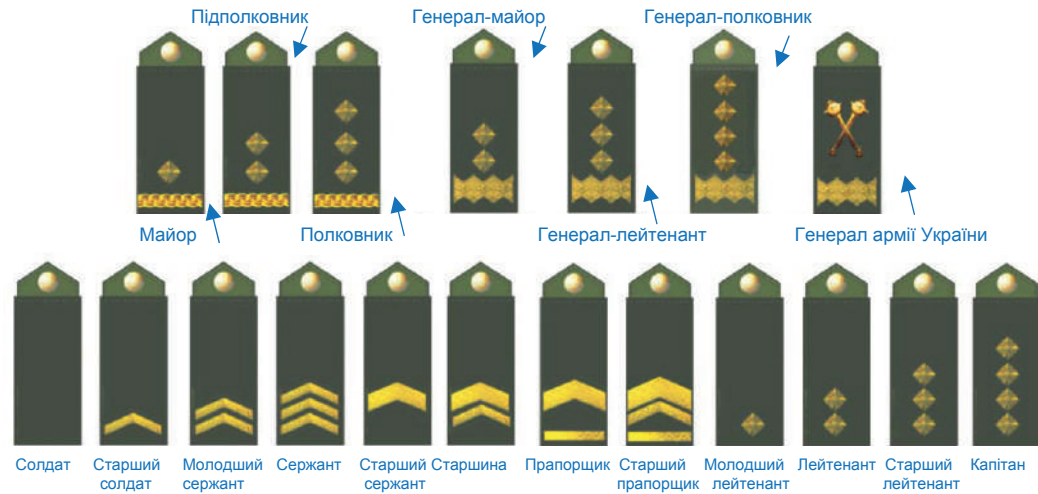 Підполковник Генерал-майор Генерал-полковник
Майор Полковник Генерал-лейтенант Генерал армії України
Солдат Старший Молодший Сержант Старший Старшина Прапорщик Старший Молодший Лейтенант Старший Капітан
солдат сержант сержант прапорщик лейтенант лейтенант